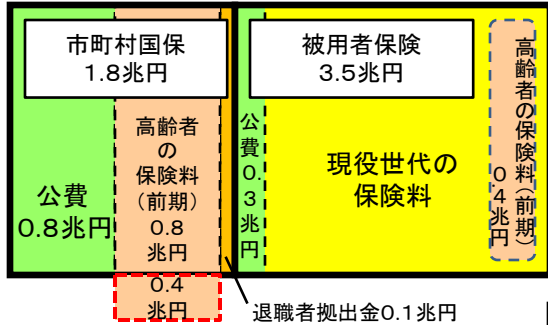 市町村国保
1.8兆円
被用者保険
3.5兆円
公費
0.8兆円
高齢者
の
保険料
(前期)
0.8
兆円
0.4
兆円
公費0.3兆円
現役世代の
保険料
高齢者の保険料(前期)
0.4兆円
退職者拠出金0.1兆円